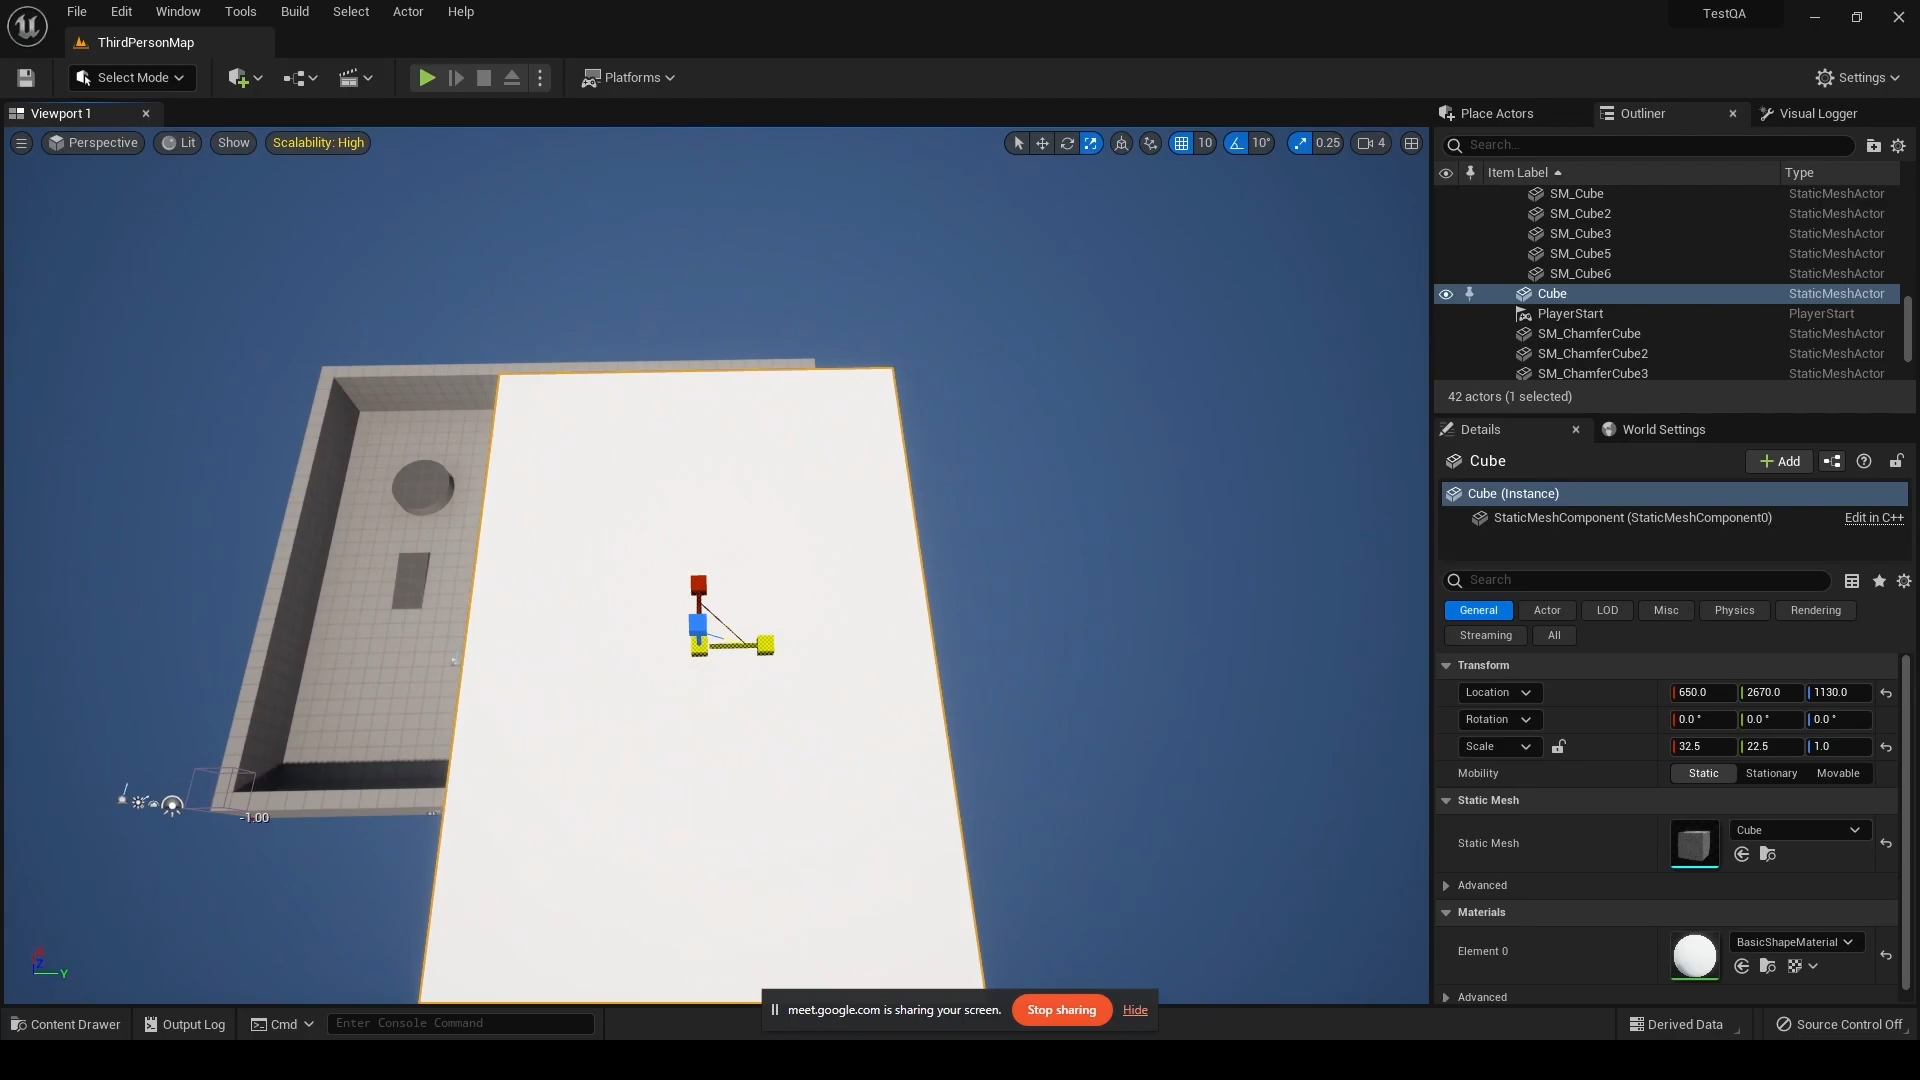 File Edit Window Tools Build Select Actor Help
TestQA
ThirdPersonMap
Select Mode
Platforms
Settings
Viewport 1
Place Actors
Outliner
Visual Logger
Perspective
Lit
Show
Scalability: High
10
10°
0.25
4
Search...
Item Label
Type
SM_Cube StaticMeshActor
SM_Cube2 StaticMeshActor
SM_Cube3 StaticMeshActor
SM_Cube5 StaticMeshActor
SM_Cube6 StaticMeshActor
Cube StaticMeshActor
PlayerStart PlayerStart
SM_ChamferCube StaticMeshActor
SM_ChamferCube2 StaticMeshActor
SM_ChamferCube3 StaticMeshActor
42 actors (1 selected)
Details
World Settings
Cube
+ Add
Cube (Instance)
StaticMeshComponent (StaticMeshComponent0) Edit in C++
Search
General Actor LOD Misc Physics Rendering
Streaming All
Transform
Location 650.0 2670.0 1130.0
Rotation 0.0 ° 0.0 ° 0.0 °
Scale 32.5 22.5 1.0
Mobility Static Stationary Movable
Static Mesh
Static Mesh Cube
Advanced
Materials
Element 0 BasicShapeMaterial
Advanced
-1.00
Z
Y
meet.google.com is sharing your screen. Stop sharing Hide
Content Drawer Output Log Cmd Enter Console Command
Derived Data Source Control Off